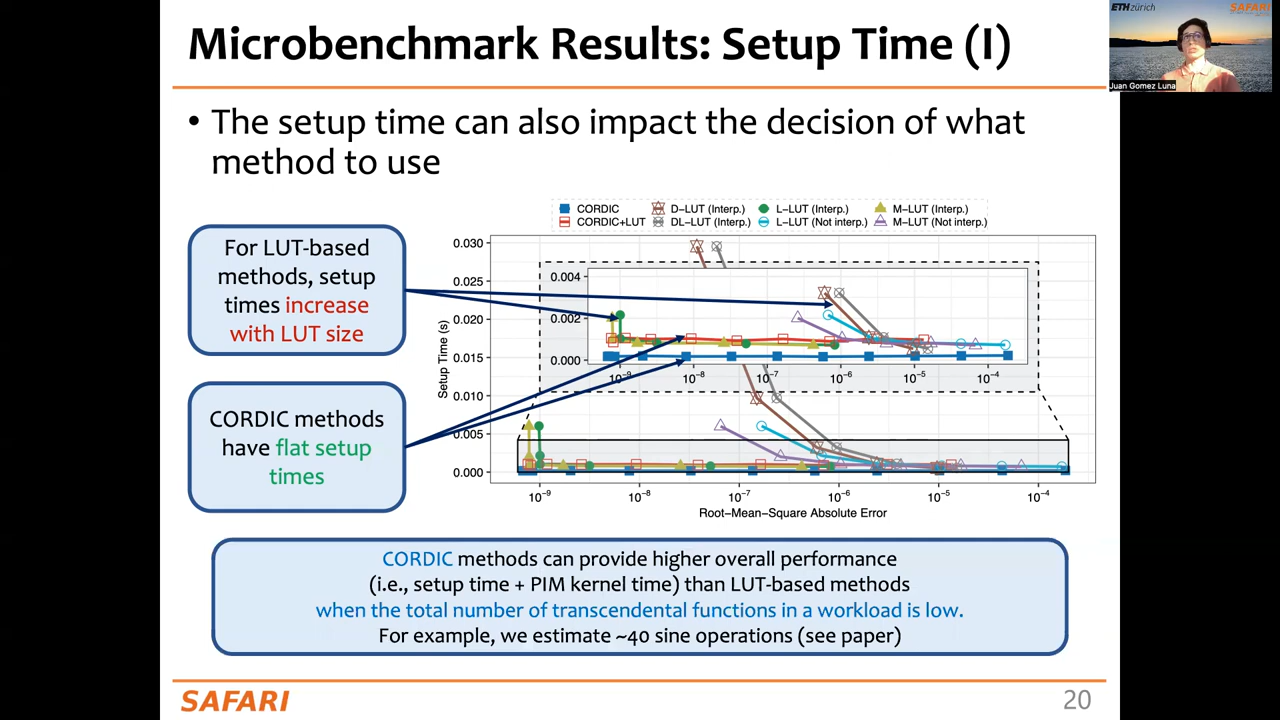 Microbenchmark Results: Setup Time (I)
ETH zürich
SAFARI
Juan Gomez Luna
• The setup time can also impact the decision of what
method to use
For LUT-based
methods, setup
times increase
with LUT size
CORDIC methods
have flat setup
times
CORDIC D-LUT (Interp.) L-LUT (Interp.) M-LUT (Interp.)
CORDIC+LUT DL-LUT (Interp.) L-LUT (Not interp.) M-LUT (Not interp.)
Setup Time (s)
0.030
0.025
0.020
0.015
0.010
0.005
0.000
0.004
0.002
0.000
10⁻⁹ 10⁻⁸ 10⁻⁷ 10⁻⁶ 10⁻⁵ 10⁻⁴
10⁻⁹ 10⁻⁸ 10⁻⁷ 10⁻⁶ 10⁻⁵ 10⁻⁴
Root-Mean-Square Absolute Error
CORDIC methods can provide higher overall performance
(i.e., setup time + PIM kernel time) than LUT-based methods
when the total number of transcendental functions in a workload is low.
For example, we estimate ~40 sine operations (see paper)
SAFARI
20